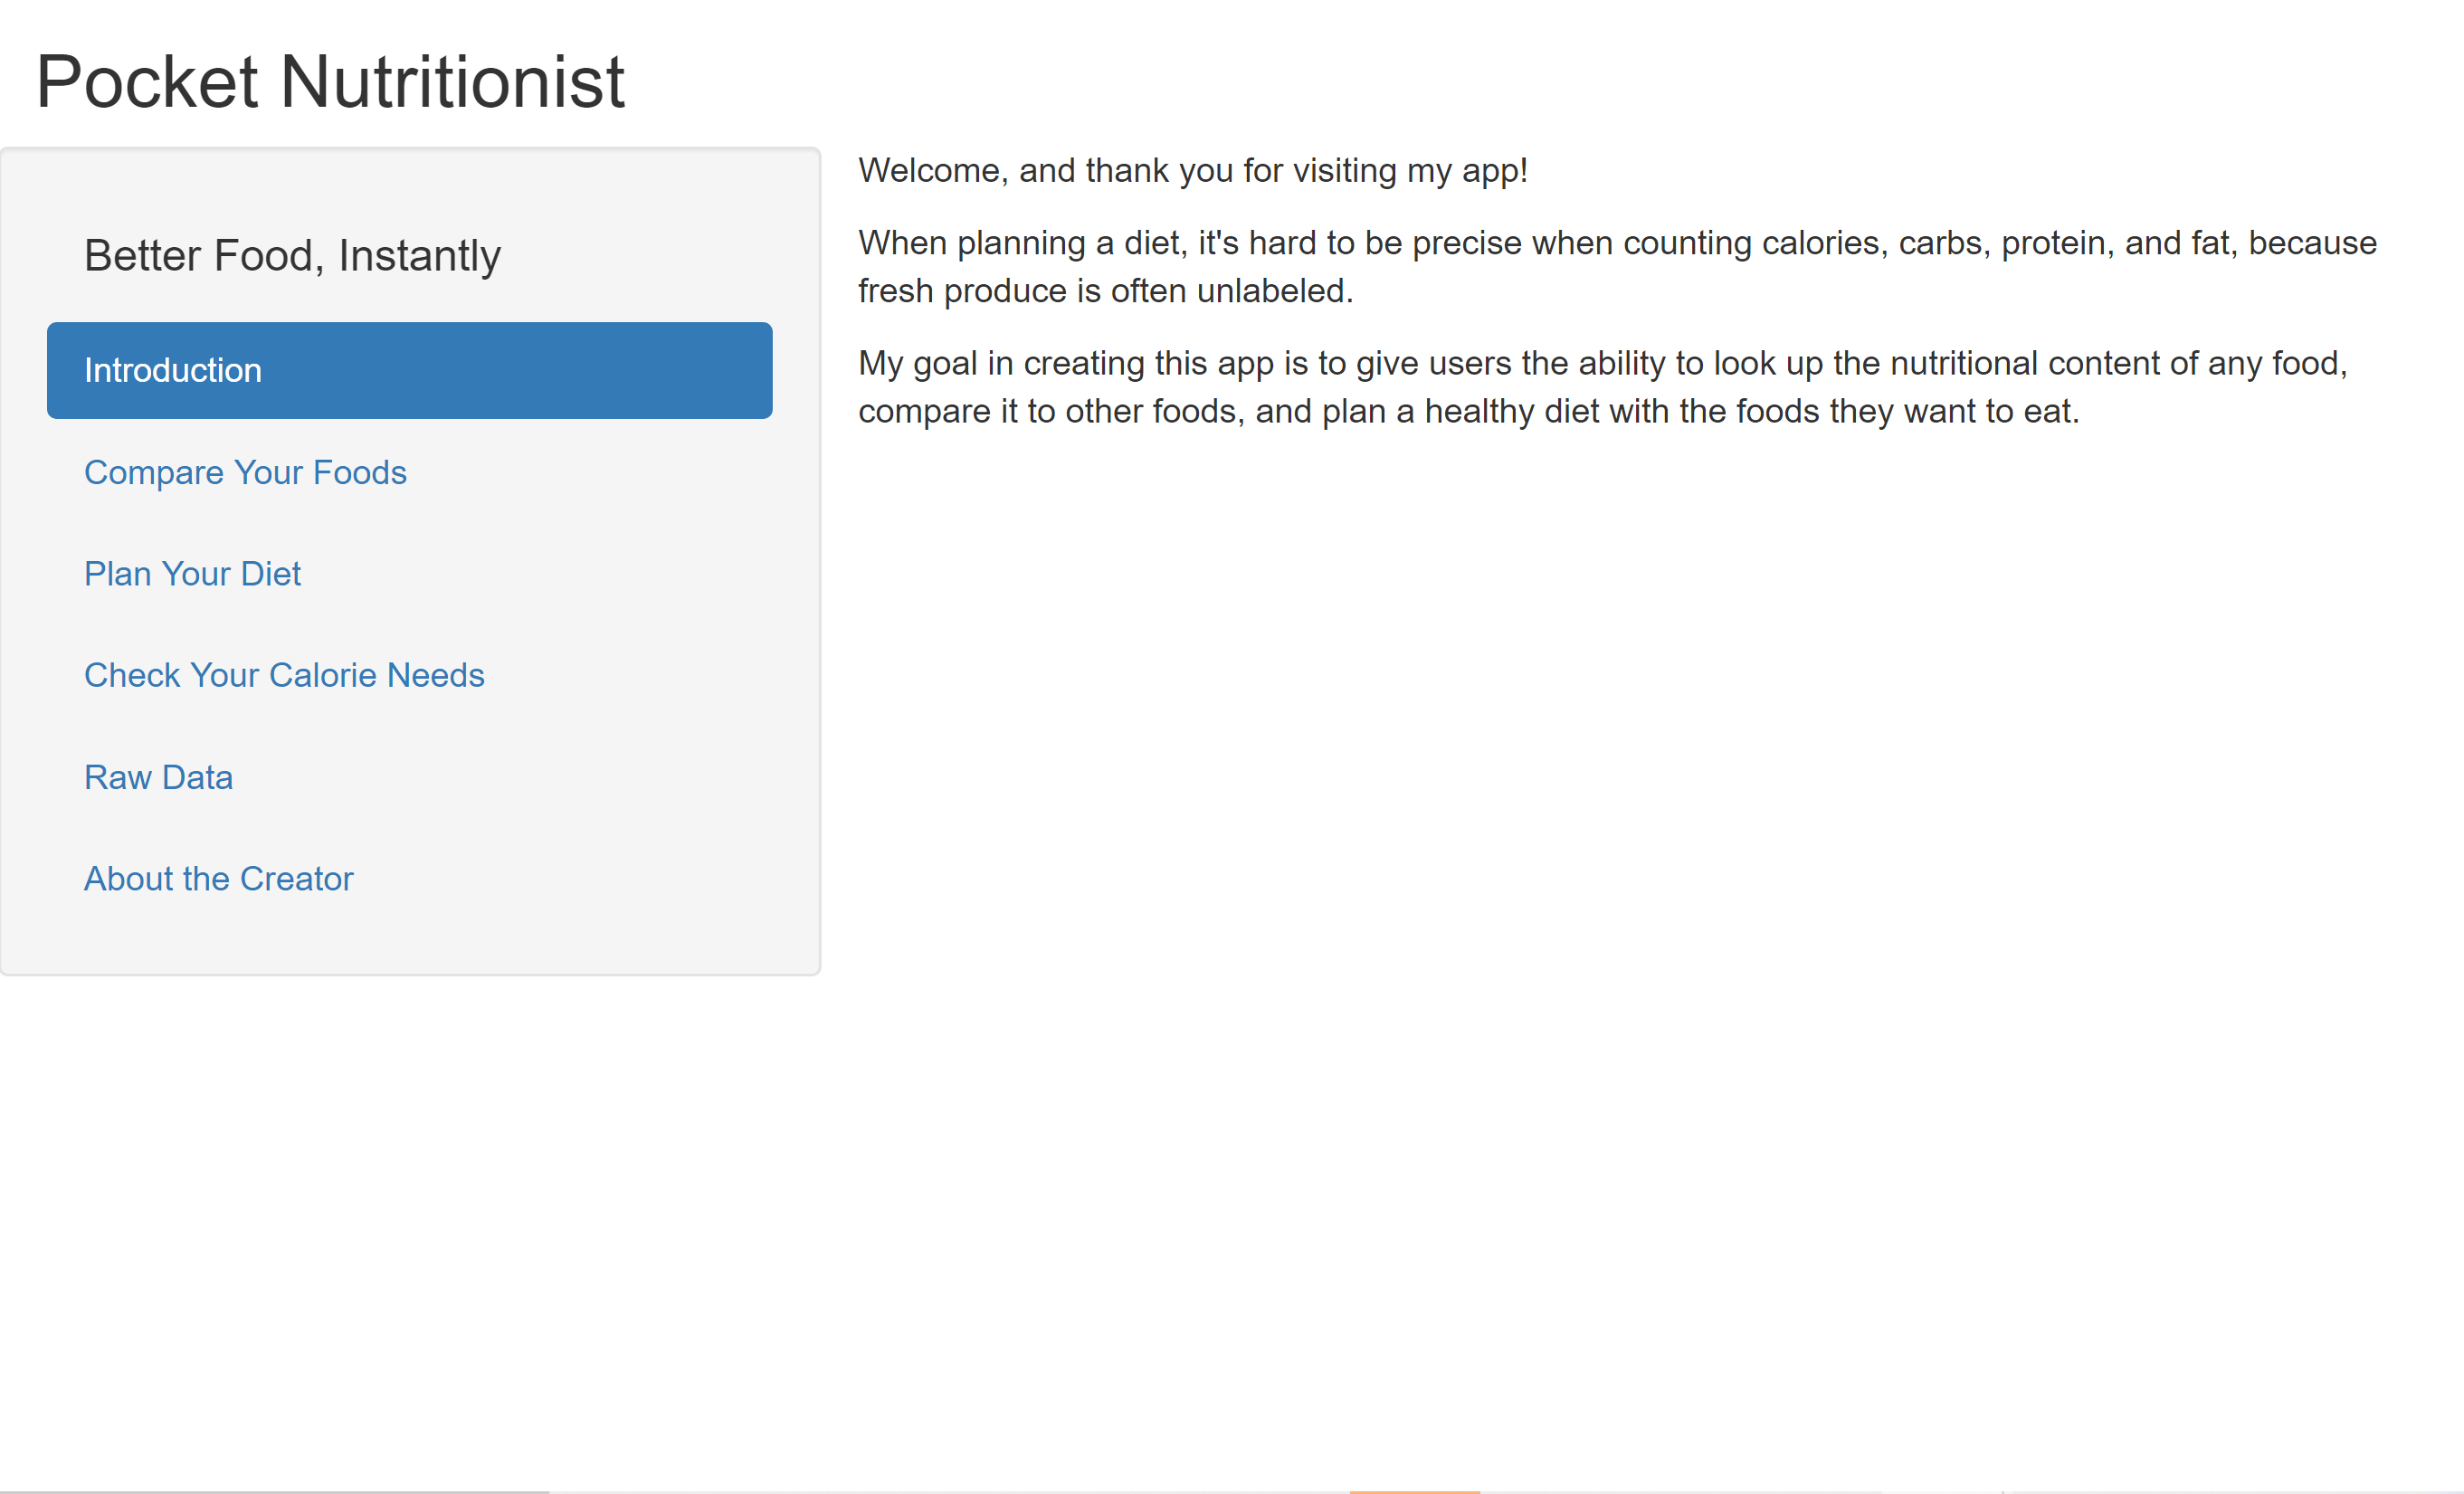 Pocket Nutritionist
Better Food, Instantly
Introduction
Compare Your Foods
Plan Your Diet
Check Your Calorie Needs
Raw Data
About the Creator
Welcome, and thank you for visiting my app!
When planning a diet, it's hard to be precise when counting calories, carbs, protein, and fat, because
fresh produce is often unlabeled.
My goal in creating this app is to give users the ability to look up the nutritional content of any food,
compare it to other foods, and plan a healthy diet with the foods they want to eat.